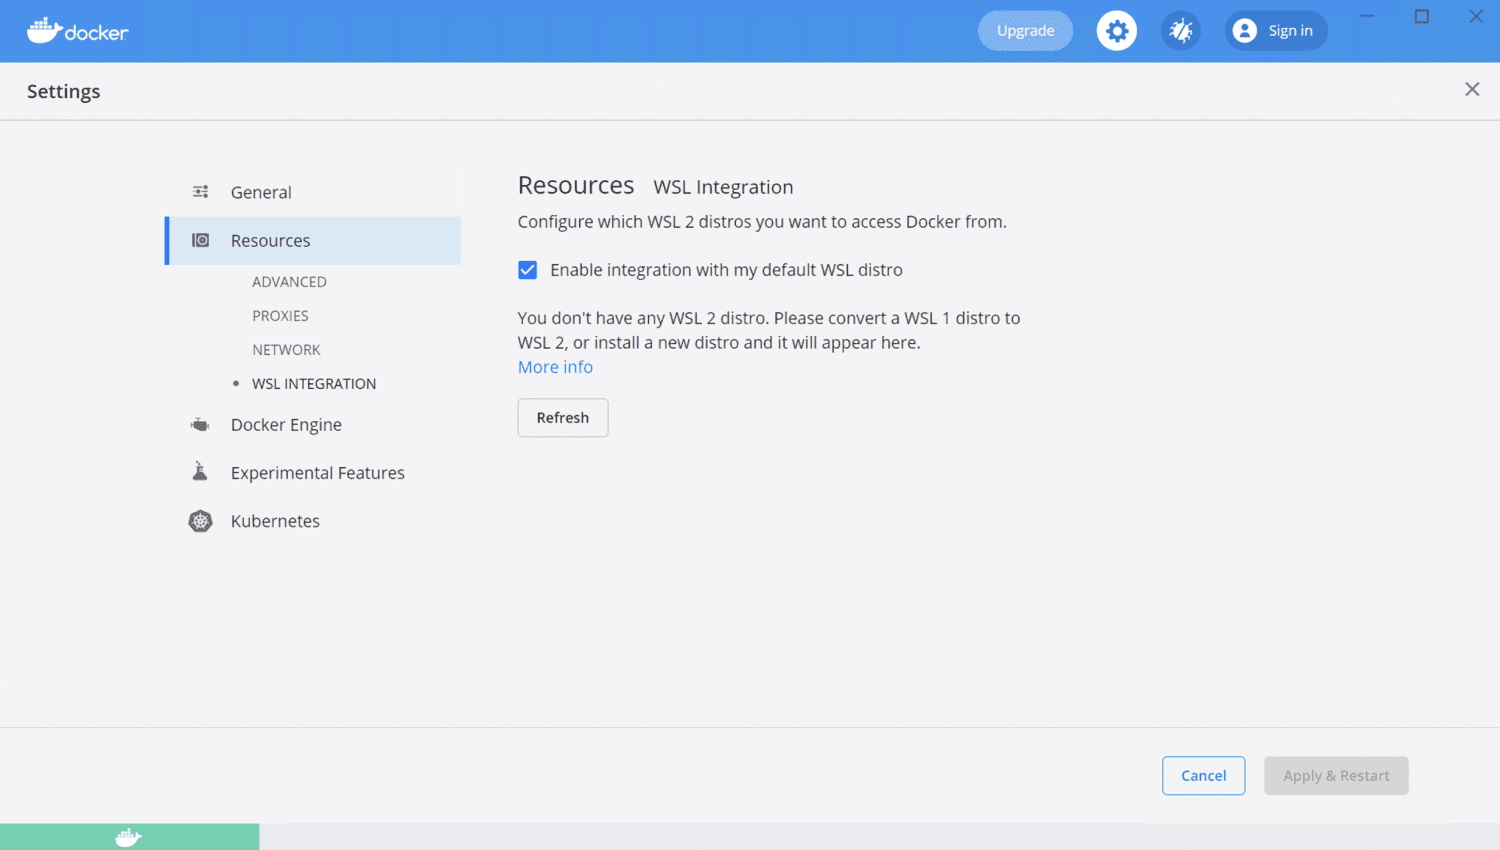 docker
Upgrade
Sign in
Settings
General
Resources
ADVANCED
PROXIES
NETWORK
WSL INTEGRATION
Docker Engine
Experimental Features
Kubernetes
Resources WSL Integration
Configure which WSL 2 distros you want to access Docker from.
Enable integration with my default WSL distro
You don't have any WSL 2 distro. Please convert a WSL 1 distro to
WSL 2, or install a new distro and it will appear here.
More info
Refresh
Cancel
Apply & Restart